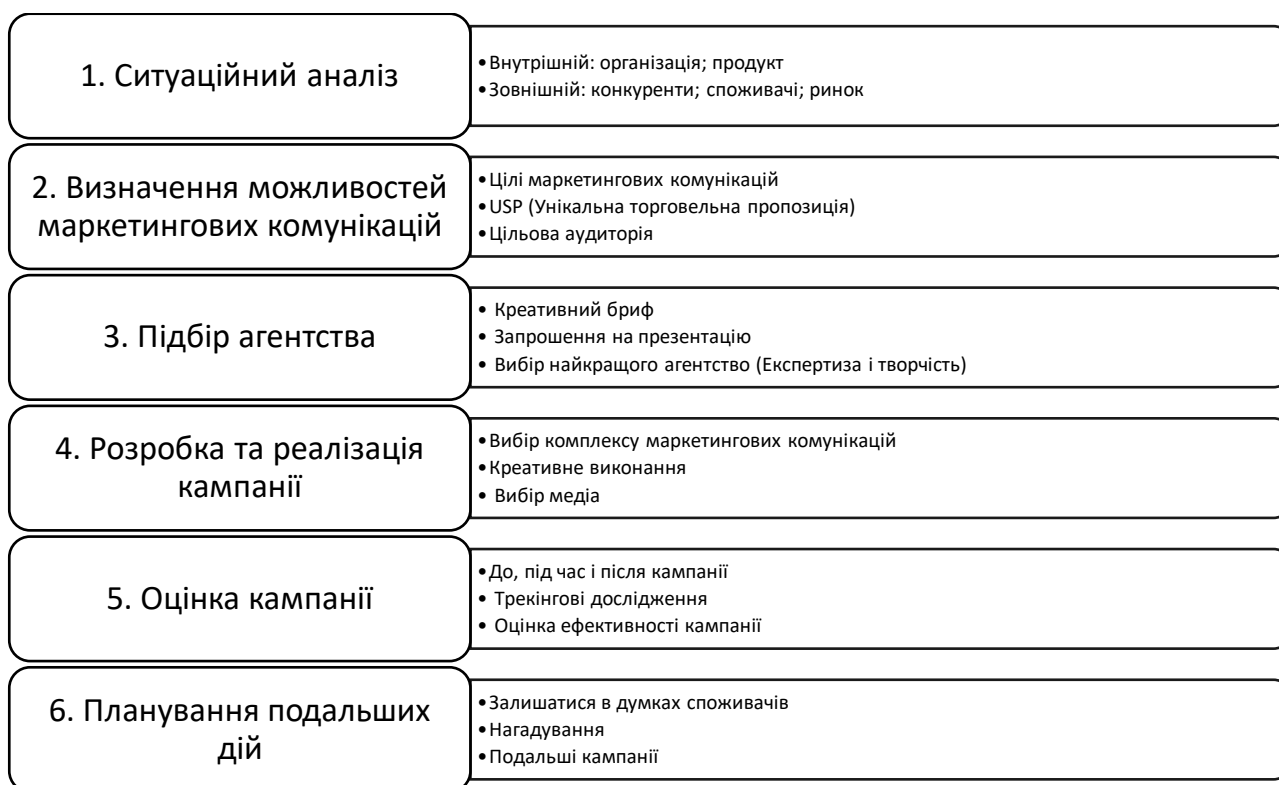 1. Ситуаційний аналіз
•Внутрішній: організація; продукт
•Зовнішній: конкуренти; споживачі; ринок
2. Визначення можливостей
маркетингових комунікацій
•Цілі маркетингових комунікацій
•USP (Унікальна торговельна пропозиція)
•Цільова аудиторія
3. Підбір агентства
• Креативний бриф
• Запрошення на презентацію
• Вибір найкращого агентство (Експертиза і творчість)
4. Розробка та реалізація
кампанії
•Вибір комплексу маркетингових комунікацій
•Креативне виконання
• Вибір медіа
5. Оцінка кампанії
•До, під час і після кампанії
• Трекінгові дослідження
• Оцінка ефективності кампанії
6. Планування подальших
дій
•Залишатися в думках споживачів
•Нагадування
•Подальші кампанії